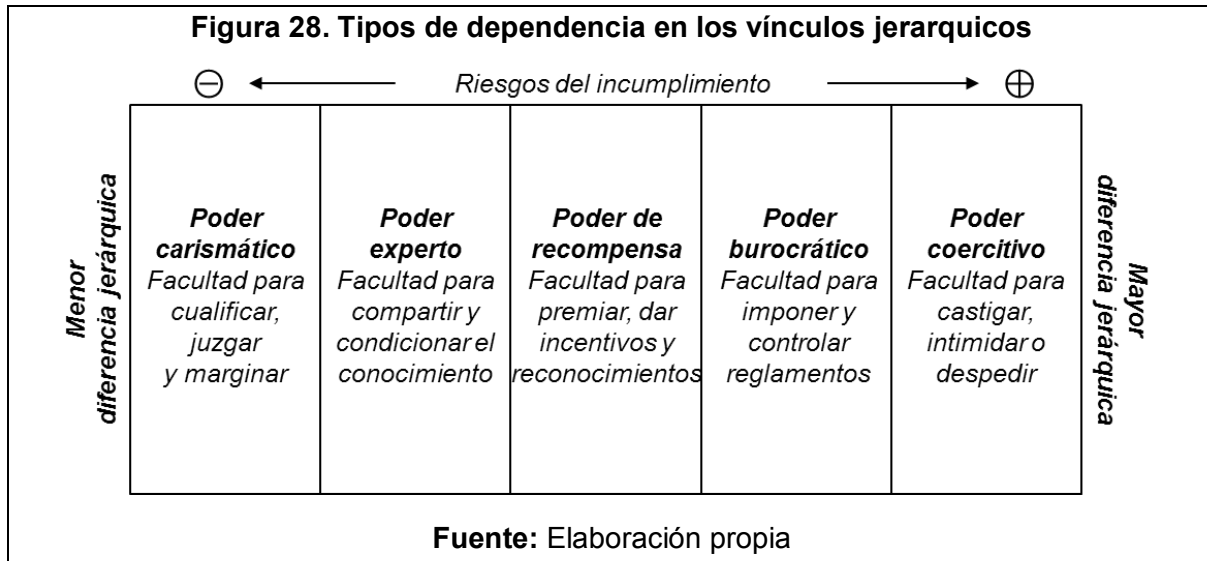 Figura 28. Tipos de dependencia en los vínculos jerarquicos
Riesgos del incumplimiento
Menor
diferencia jerárquica
Poder
carismático
Facultad para
cualificar,
juzgar
y marginar
Poder
experto
Facultad para
compartir y
condicionar el
conocimiento
Poder de
recompensa
Facultad para
premiar, dar
incentivos y
reconocimientos
Poder
burocrático
Facultad para
imponer y
controlar
reglamentos
Poder
coercitivo
Facultad para
castigar,
intimidar o
despedir
Mayor
diferencia jerárquica
Fuente: Elaboración propia